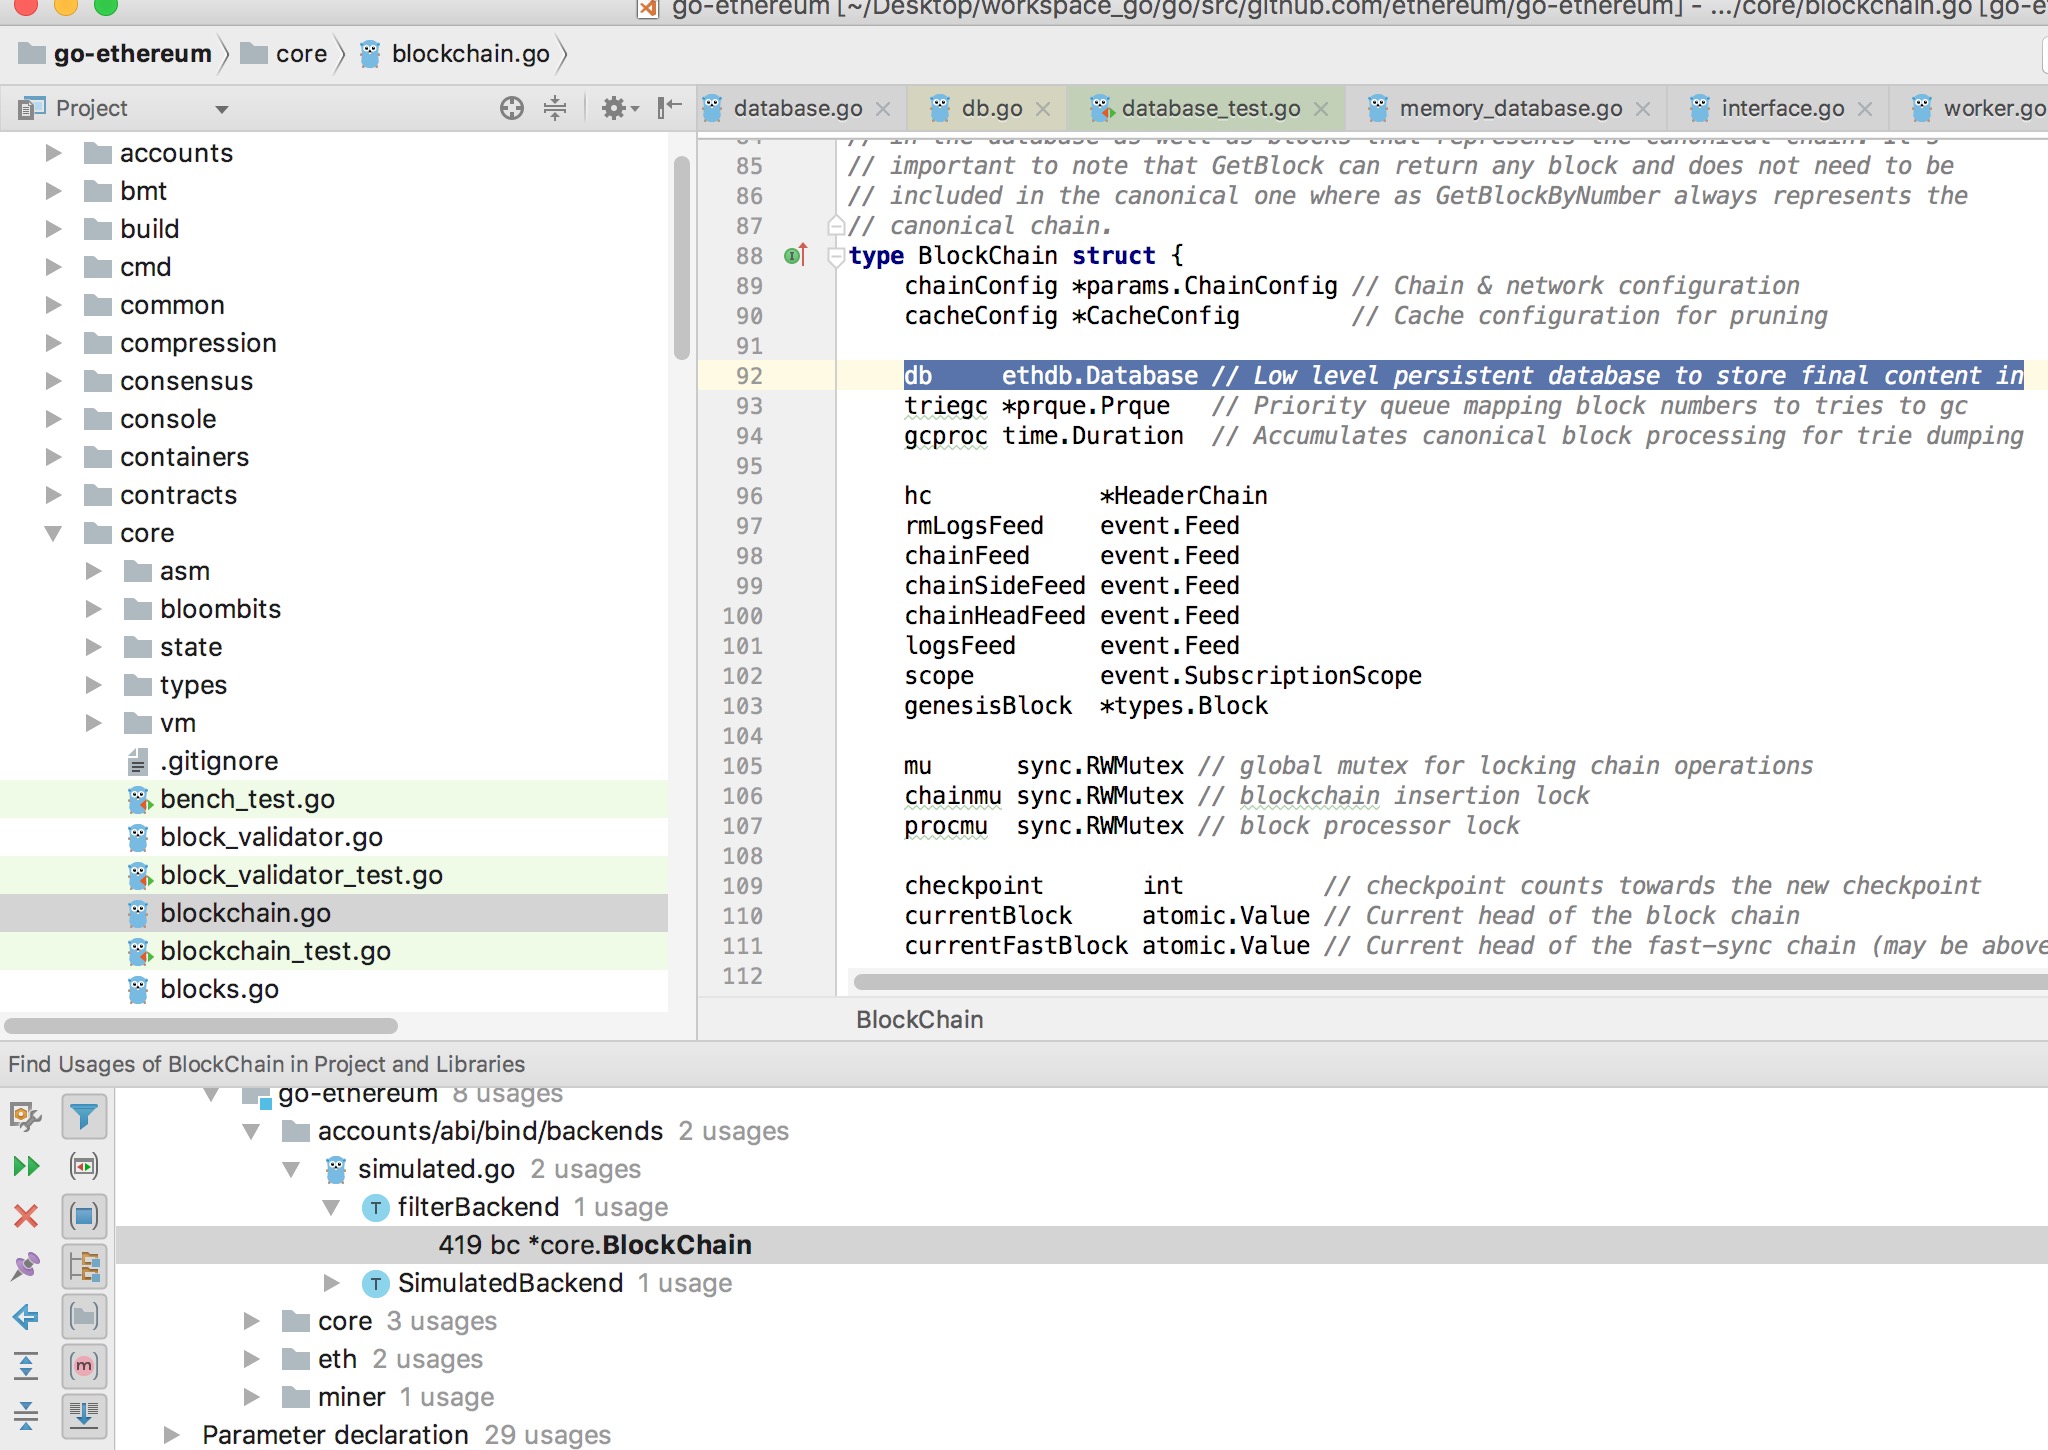 go-ethereum [~/Desktop/workspace_go/go/src/github.com/ethereum/go-ethereum] - .../core/blockchain.go [go-e
go-ethereum core blockchain.go
Project
database.go db.go database_test.go memory_database.go interface.go worker.go
accounts
bmt
build
cmd
common
compression
consensus
console
containers
contracts
core
asm
bloombits
state
types
vm
.gitignore
bench_test.go
block_validator.go
block_validator_test.go
blockchain.go
blockchain_test.go
blocks.go
84 // in the database as well as blocks that represents the canonical chain. It's
85 // important to note that GetBlock can return any block and does not need to be
86 // included in the canonical one where as GetBlockByNumber always represents the
87 // canonical chain.
88 type BlockChain struct {
89 chainConfig *params.ChainConfig // Chain & network configuration
90 cacheConfig *CacheConfig // Cache configuration for pruning
91
92 db ethdb.Database // Low level persistent database to store final content in
93 triegc *prque.Prque // Priority queue mapping block numbers to tries to gc
94 gcproc time.Duration // Accumulates canonical block processing for trie dumping
95
96 hc *HeaderChain
97 rmLogsFeed event.Feed
98 chainFeed event.Feed
99 chainSideFeed event.Feed
100 chainHeadFeed event.Feed
101 logsFeed event.Feed
102 scope event.SubscriptionScope
103 genesisBlock *types.Block
104
105 mu sync.RWMutex // global mutex for locking chain operations
106 chainmu sync.RWMutex // blockchain insertion lock
107 procmu sync.RWMutex // block processor lock
108
109 checkpoint int // checkpoint counts towards the new checkpoint
110 currentBlock atomic.Value // Current head of the block chain
111 currentFastBlock atomic.Value // Current head of the fast-sync chain (may be above
112
BlockChain
Find Usages of BlockChain in Project and Libraries
go-ethereum 8 usages
accounts/abi/bind/backends 2 usages
simulated.go 2 usages
filterBackend 1 usage
419 bc *core.BlockChain
SimulatedBackend 1 usage
core 3 usages
eth 2 usages
miner 1 usage
Parameter declaration 29 usages